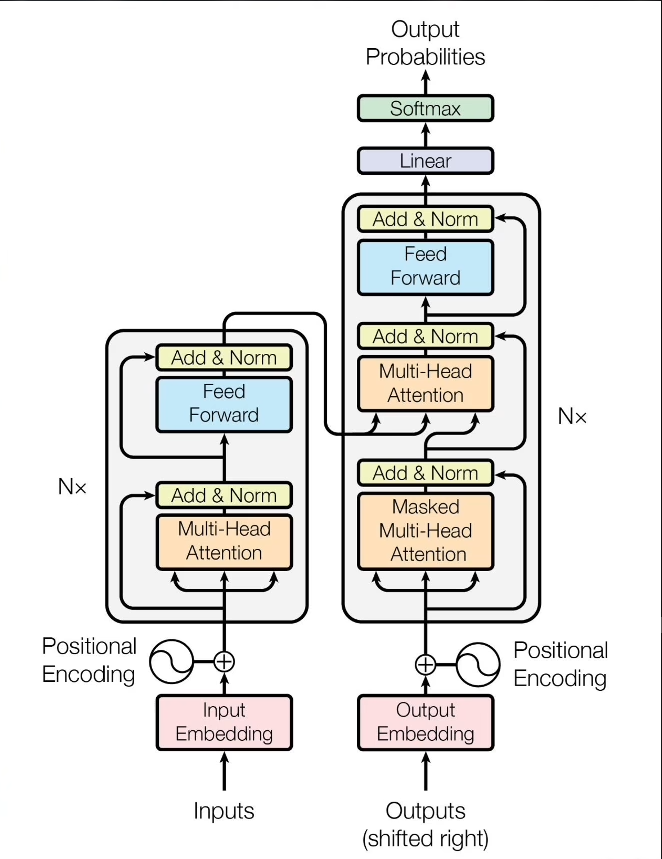 Output
Probabilities
Softmax
Linear
Add & Norm
Feed
Forward
Add & Norm
Multi-Head
Attention
Add & Norm
Masked
Multi-Head
Attention
N×
Add & Norm
Feed
Forward
Add & Norm
Multi-Head
Attention
N×
Positional
Encoding
Positional
Encoding
Input
Embedding
Output
Embedding
Inputs
Outputs
(shifted right)